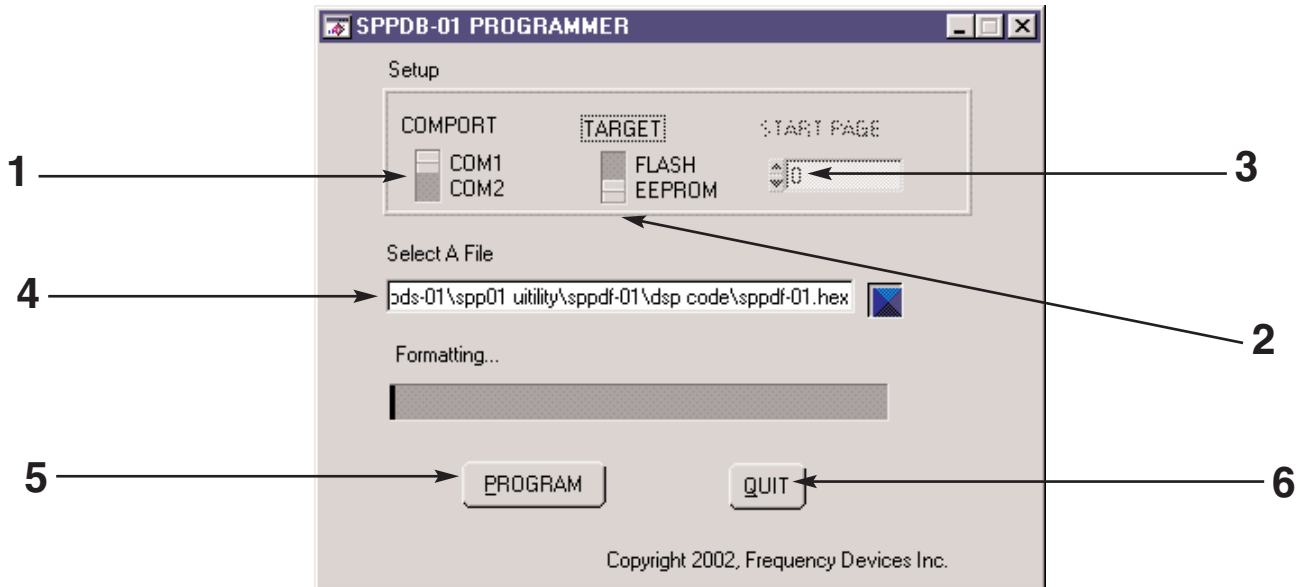 SPPDB-01 PROGRAMMER
Setup
COMPORT
TARGET
START PAGE
1
COM1
COM2
FLASH
EEPROM
0
3
Select A File
4
ods-01\spp01 uitility\sppdf-01\dsp code\sppdf-01.hex
2
Formatting...
5
PROGRAM
QUIT
6
Copyright 2002, Frequency Devices Inc.